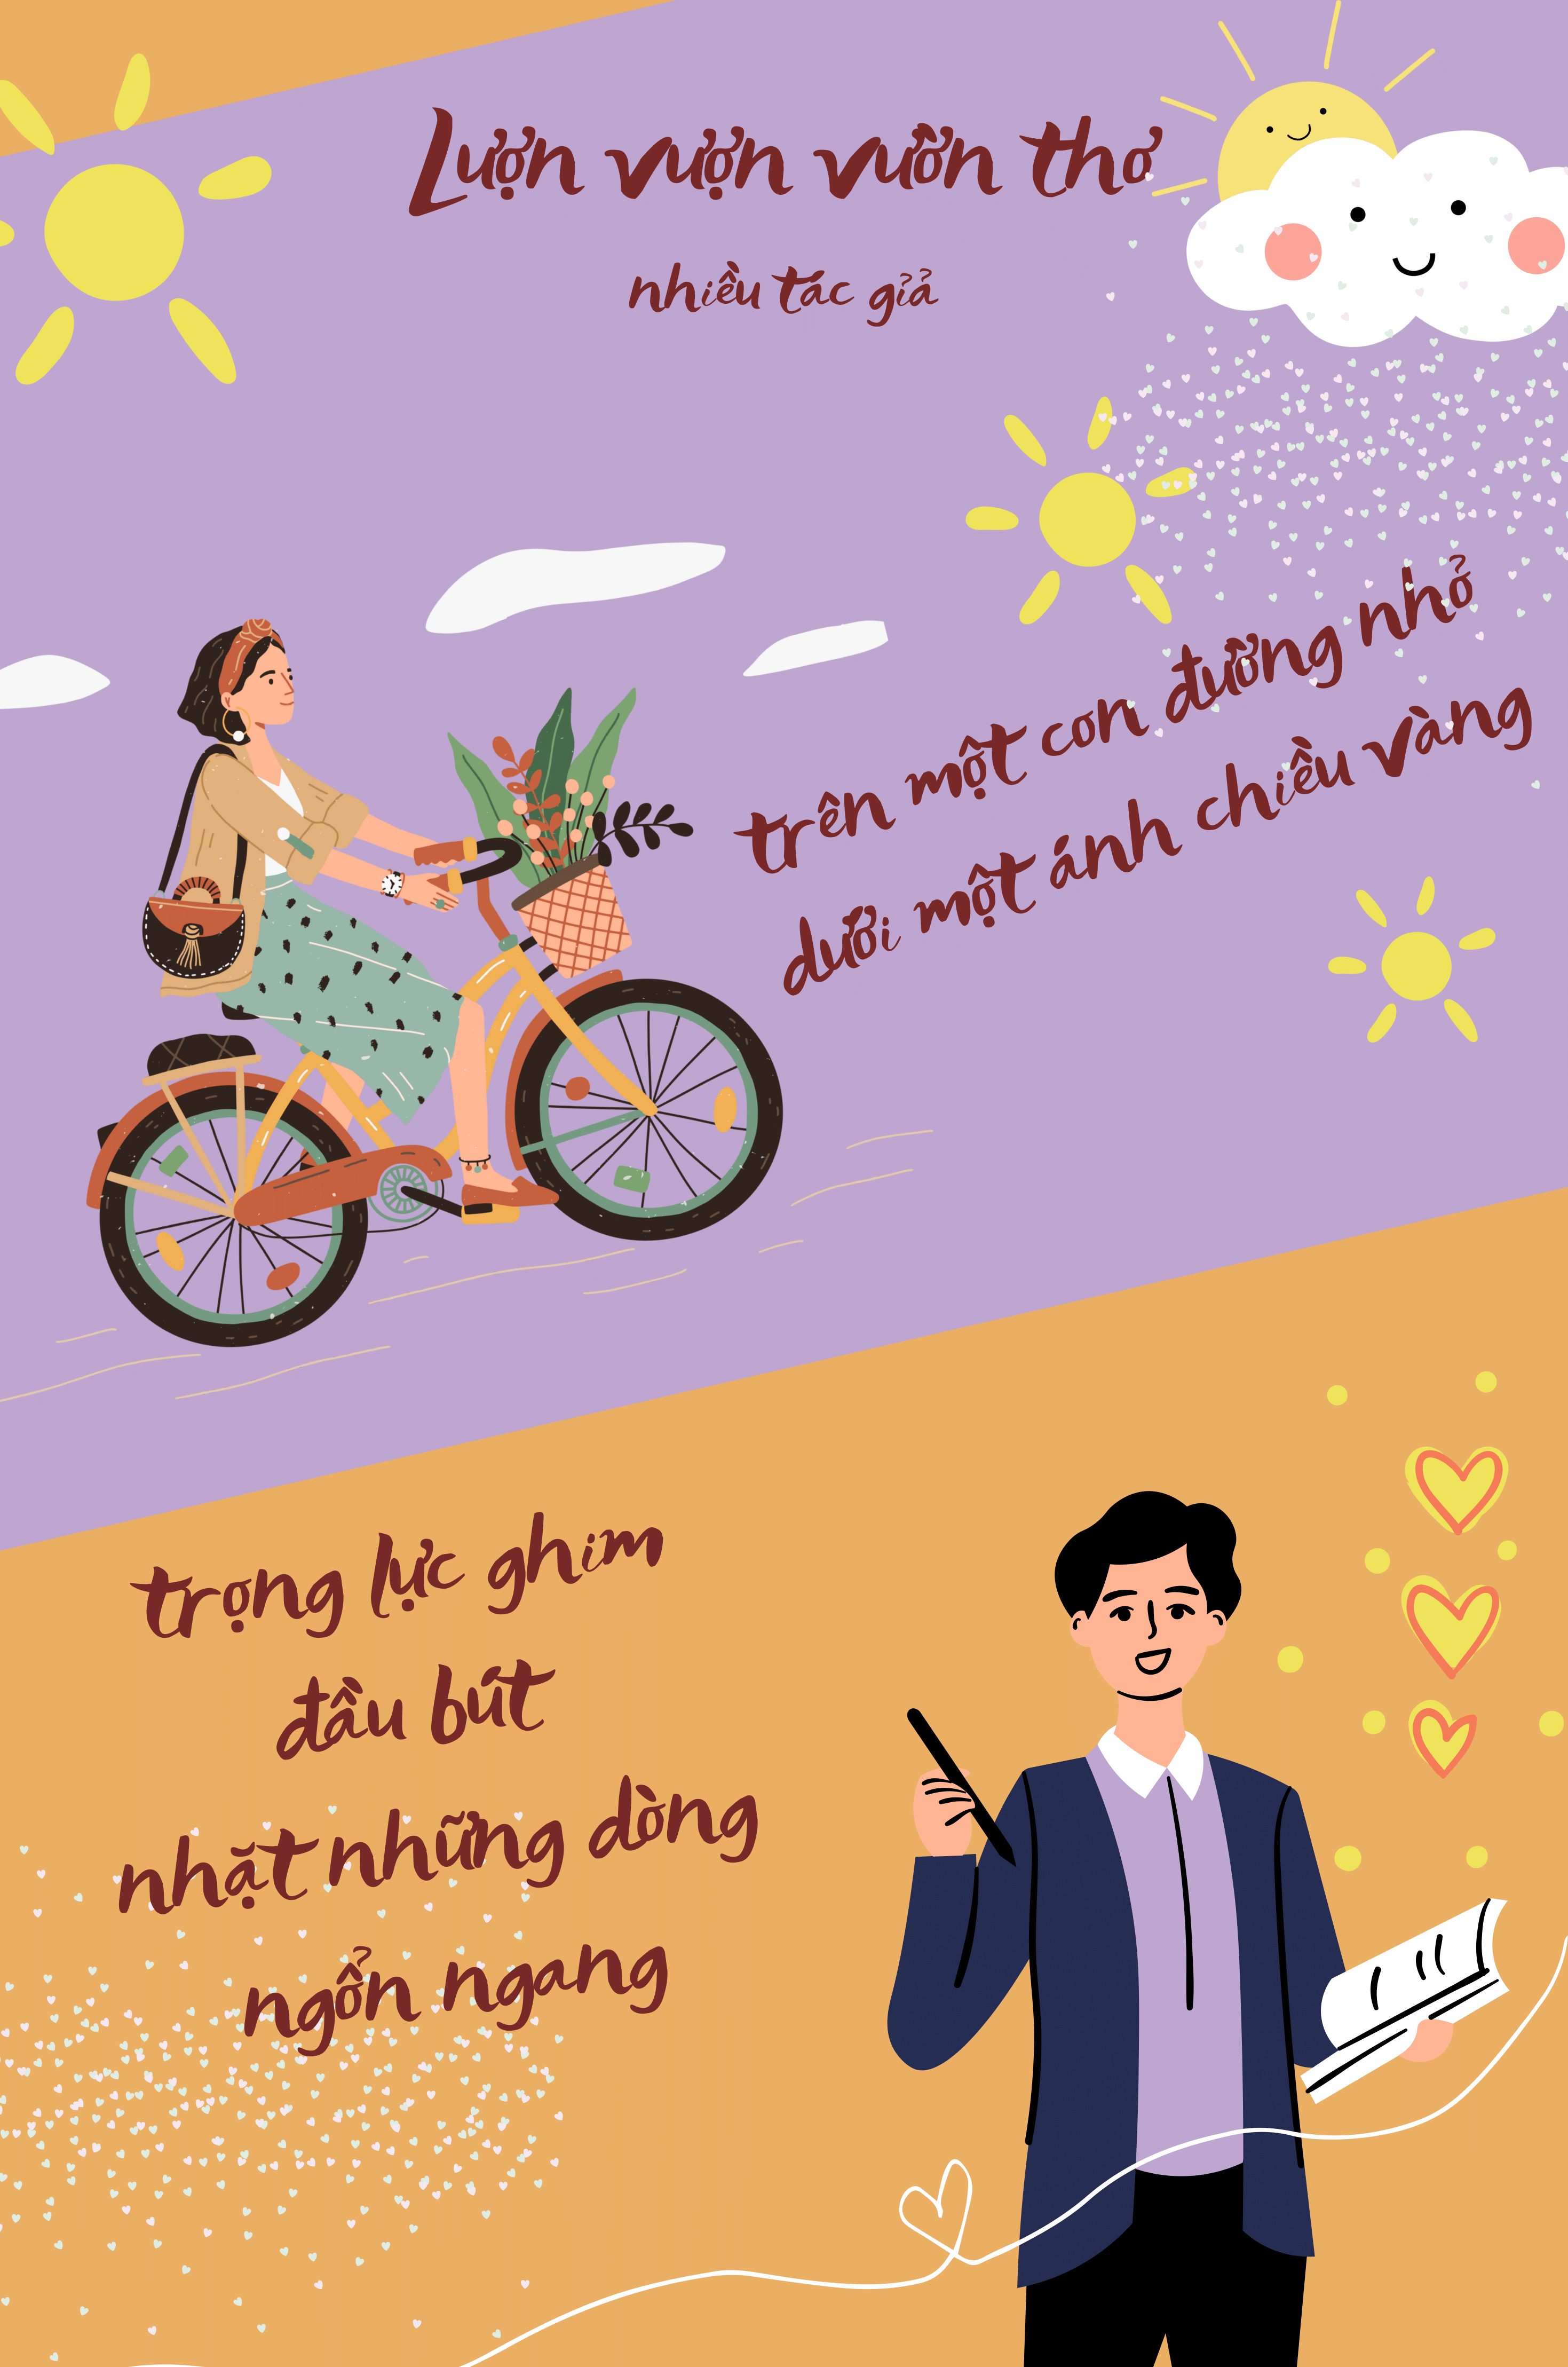 Lượn vượn vườn thơ
nhiều tác giả
trên một con đường nhỏ
dưới một ánh chiều vàng
trọng lực ghim
đầu bút
nhặt những dòng
ngổn ngang